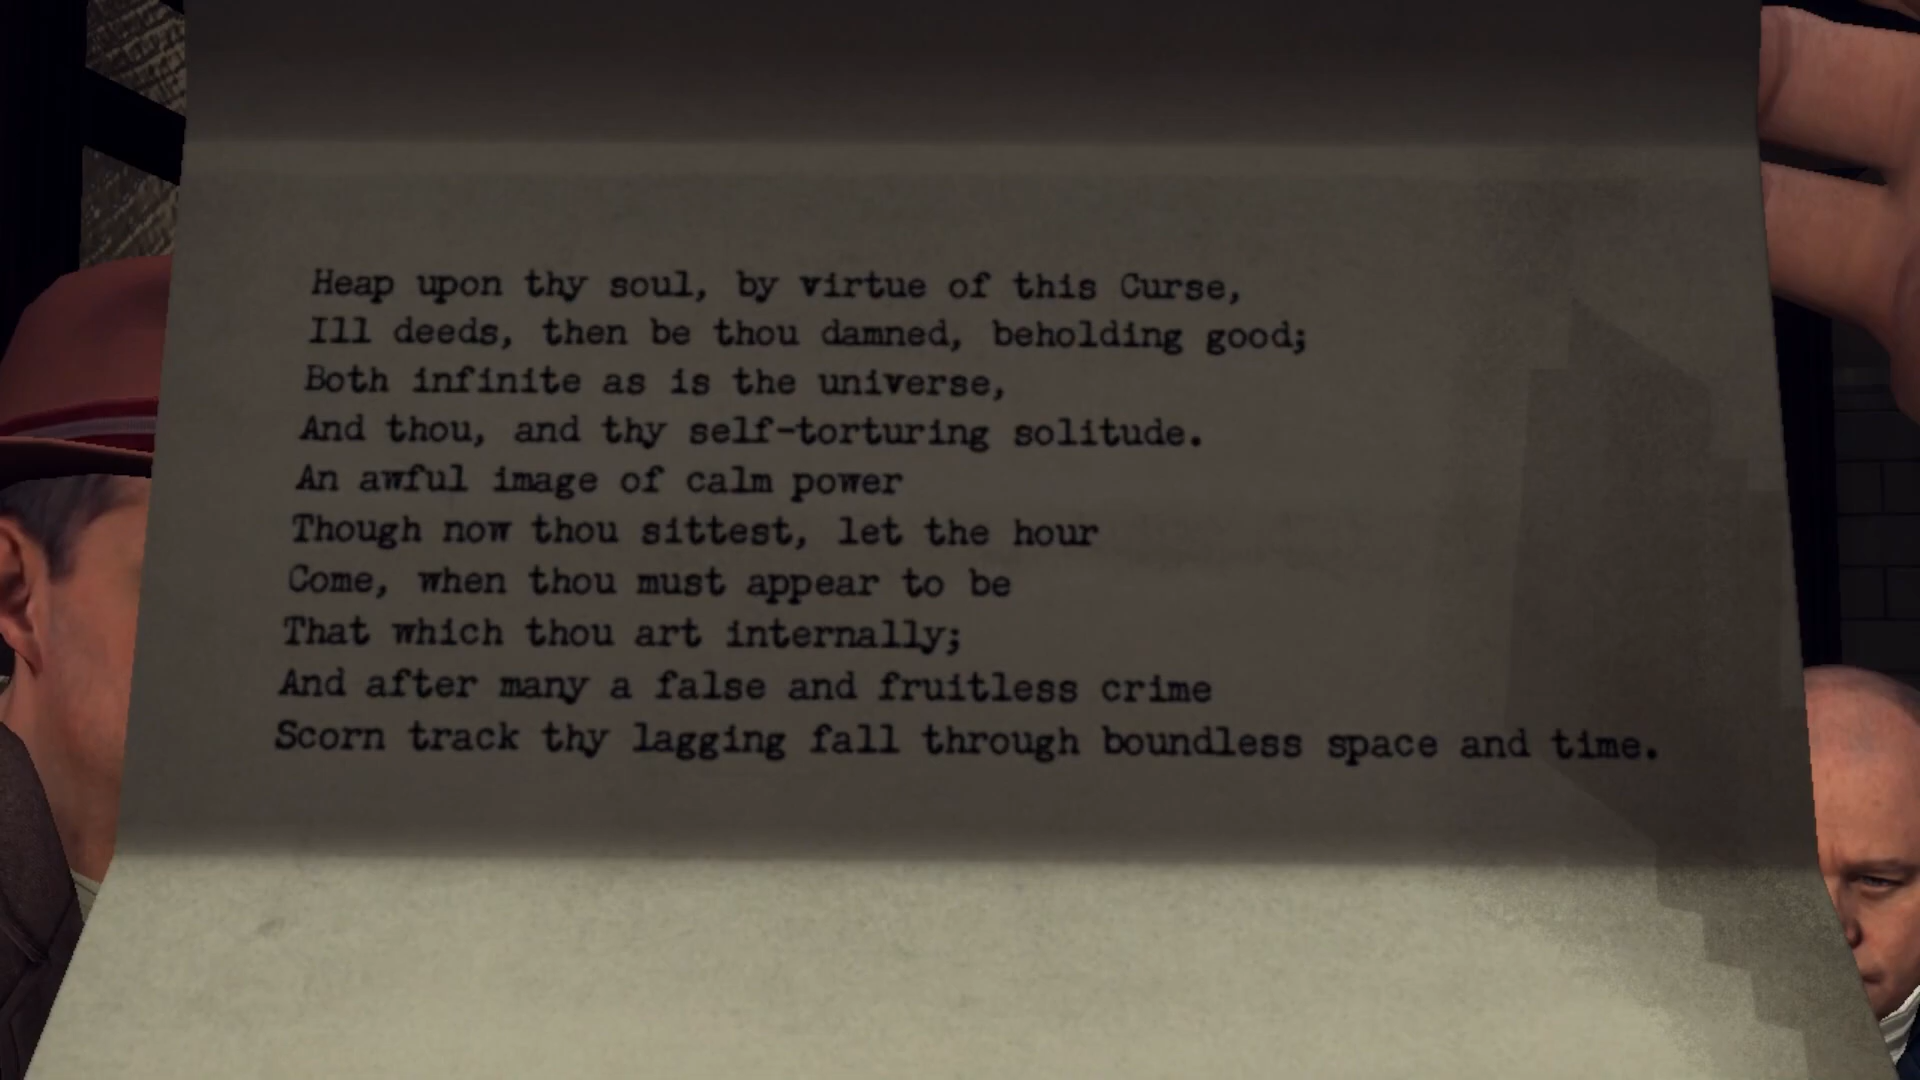 Heap upon thy soul, by virtue of this Curse,
Ill deeds, then be thou damned, beholding good;
Both infinite as is the universe,
And thou, and thy self-torturing solitude.
An awful image of calm power
Though now thou sittest, let the hour
Come, when thou must appear to be
That which thou art internally;
And after many a false and fruitless crime
Scorn track thy lagging fall through boundless space and time.